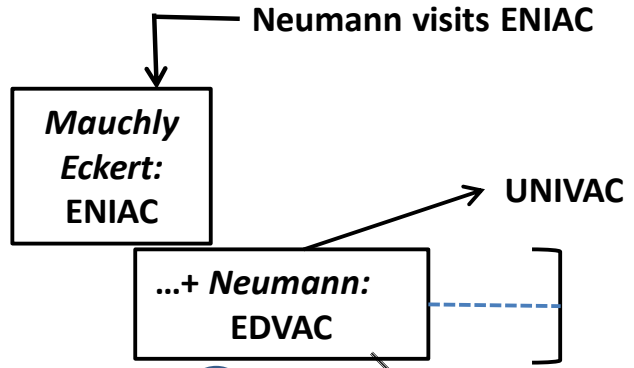 Neumann visits ENIAC
Mauchly
Eckert:
ENIAC
UNIVAC
...+ Neumann:
EDVAC